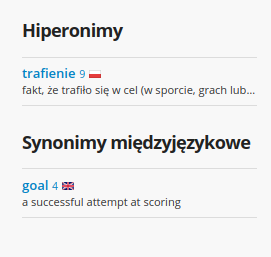 Hiperonimy
trafienie 9
fakt, że trafiło się w cel (w sporcie, grach lub...
Synonimy międzyjęzykowe
goal 4
a successful attempt at scoring